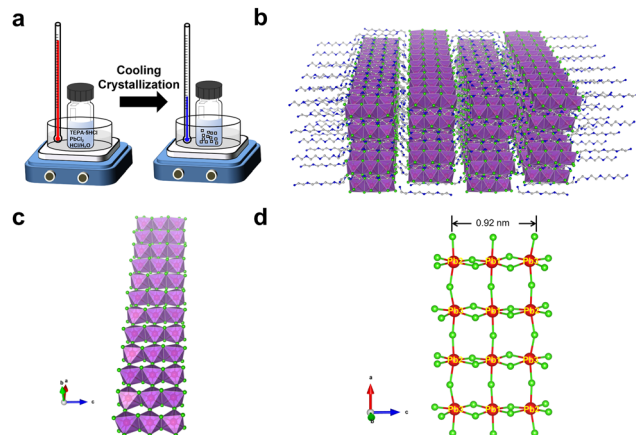 a
Cooling
Crystallization
TEPA·5HCl
PbCl₂
HCl/H₂O
b
c
b
a
c
d
0.92 nm
Pb Pb Pb
Pb Pb Pb
Pb Pb Pb
Pb Pb Pb
a
b
c